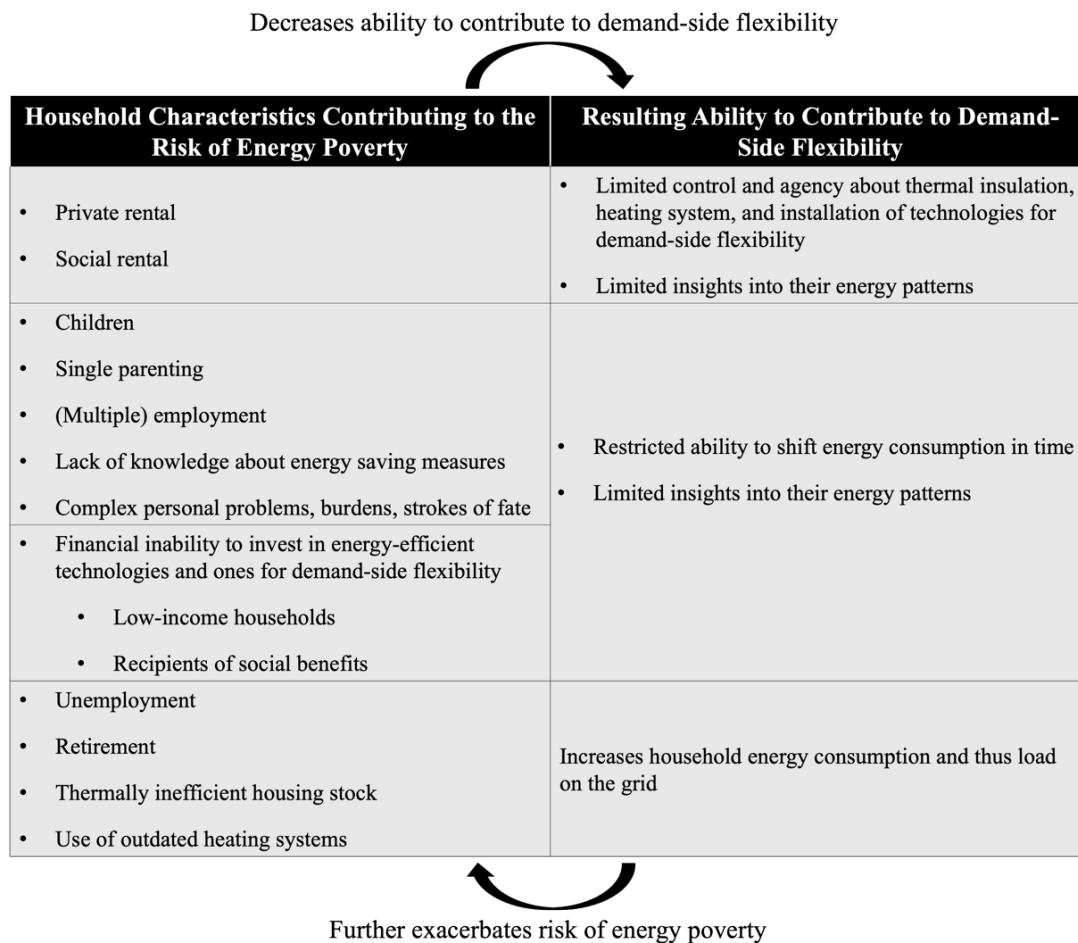 Decreases ability to contribute to demand-side flexibility
Household Characteristics Contributing to the
Risk of Energy Poverty
Resulting Ability to Contribute to Demand-
Side Flexibility
• Private rental
• Social rental
• Limited control and agency about thermal insulation,
heating system, and installation of technologies for
demand-side flexibility
• Limited insights into their energy patterns
• Children
• Single parenting
• (Multiple) employment
• Lack of knowledge about energy saving measures
• Complex personal problems, burdens, strokes of fate
• Restricted ability to shift energy consumption in time
• Limited insights into their energy patterns
• Financial inability to invest in energy-efficient
technologies and ones for demand-side flexibility
• Low-income households
• Recipients of social benefits
• Unemployment
• Retirement
• Thermally inefficient housing stock
• Use of outdated heating systems
Increases household energy consumption and thus load
on the grid
Further exacerbates risk of energy poverty